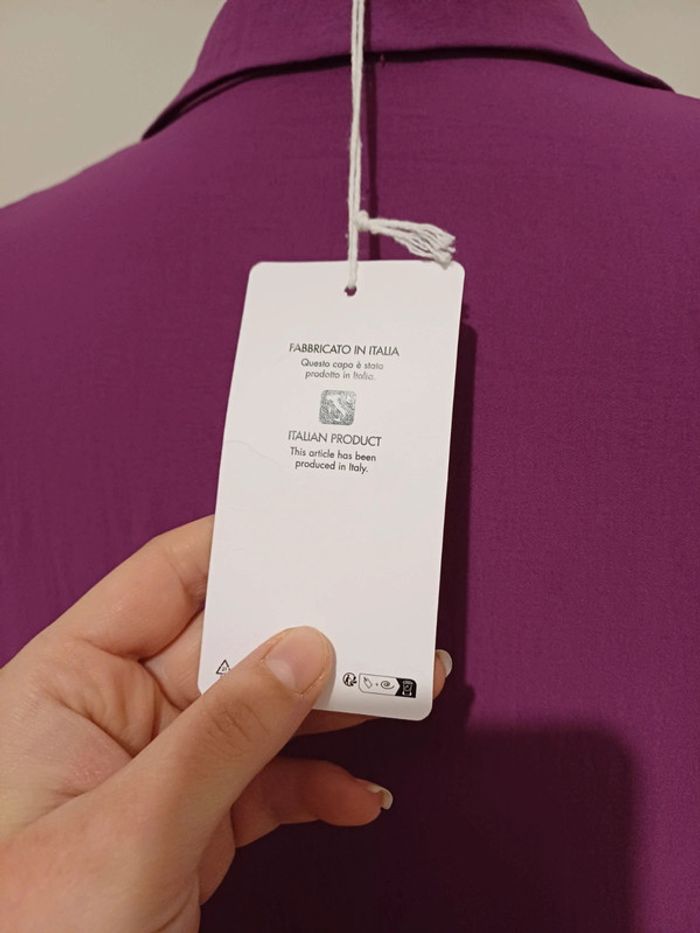 FABBRICATO IN ITALIA
Questo capo è stato
prodotto in Italia.
ITALIAN PRODUCT
This article has been
produced in Italy.